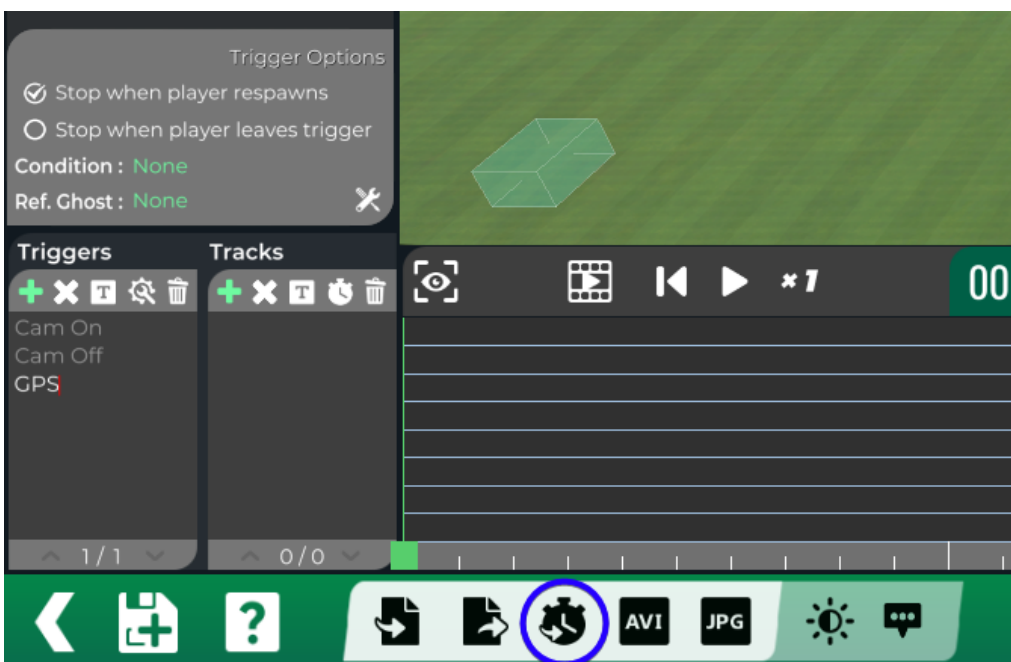 Trigger Options
Stop when player respawns
Stop when player leaves trigger
Condition : None
Ref. Ghost : None
Triggers Tracks
T T
×1 00
Cam On
Cam Off
GPS
1/1 0/0
? AVI JPG